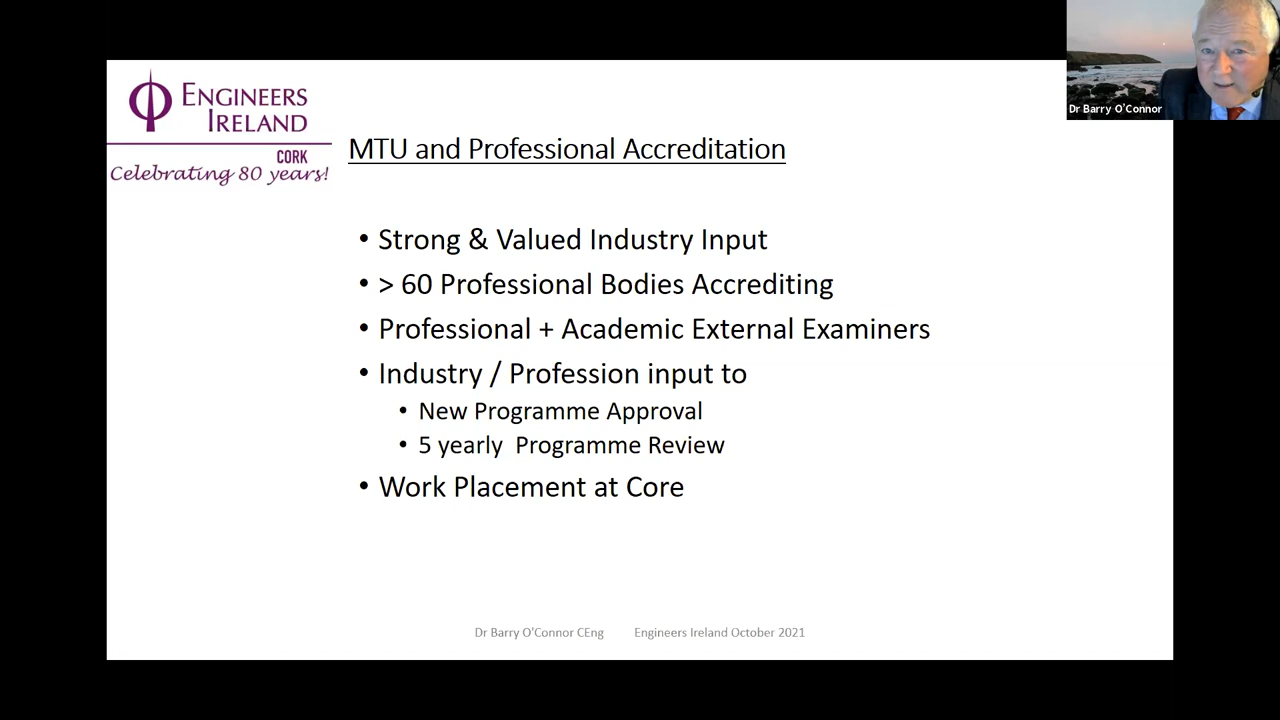 Dr Barry O'Connor
ENGINEERS
IRELAND
CORK
Celebrating 80 years!
MTU and Professional Accreditation
• Strong & Valued Industry Input
• > 60 Professional Bodies Accrediting
• Professional + Academic External Examiners
• Industry / Profession input to
• New Programme Approval
• 5 yearly  Programme Review
• Work Placement at Core
Dr Barry O'Connor CEng Engineers Ireland October 2021